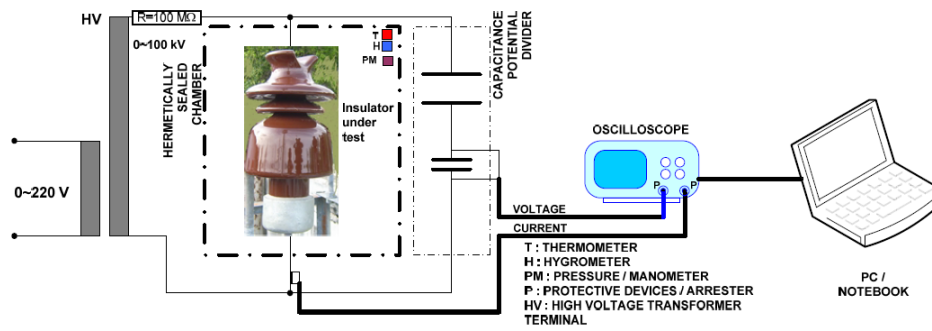 HV
R=100 MΩ
0~100 kV
0~220 V
HERMETICALLY
SEALED
CHAMBER
T
H
PM
Insulator
under
test
CAPACITANCE
POTENTIAL
DIVIDER
OSCILLOSCOPE
P
P
VOLTAGE
CURRENT
T : THERMOMETER
H : HYGROMETER
PM : PRESSURE / MANOMETER
P : PROTECTIVE DEVICES / ARRESTER
HV : HIGH VOLTAGE TRANSFORMER
TERMINAL
PC /
NOTEBOOK